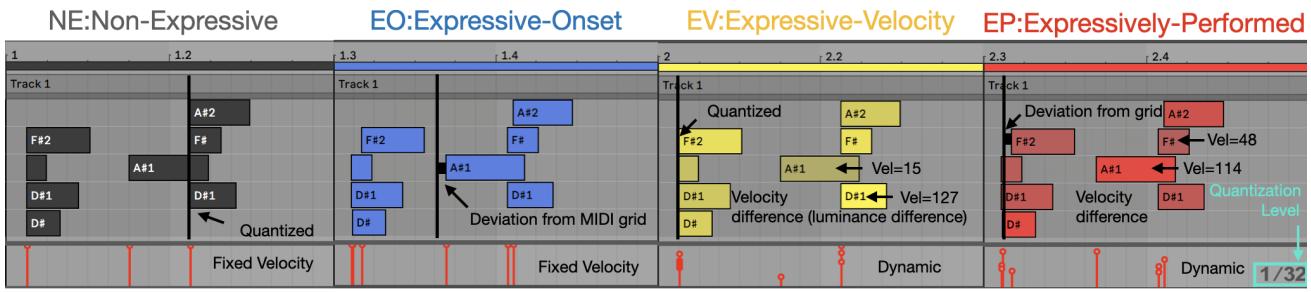 NE:Non-Expressive
EO:Expressive-Onset
EV:Expressive-Velocity
EP:Expressively-Performed
1
1.2
1.3
1.4
2
2.2
2.3
2.4
Track 1
Track 1
Track 1
Track 1
A#2
F#2
F#
A#1
D#1
D#1
D#
Quantized
Fixed Velocity
A#2
F#2
F#
A#1
D#1
D#1
D#
Deviation from MIDI grid
Fixed Velocity
Quantized
A#2
F#2
F#
A#1
Vel=15
D#1
Velocity
difference (luminance difference)
D#1
Vel=127
D#
Dynamic
Deviation from grid
A#2
F#2
F#
Vel=48
A#1
Vel=114
D#1
Velocity
difference
D#1
Quantization
Level
D#
Dynamic
1/32